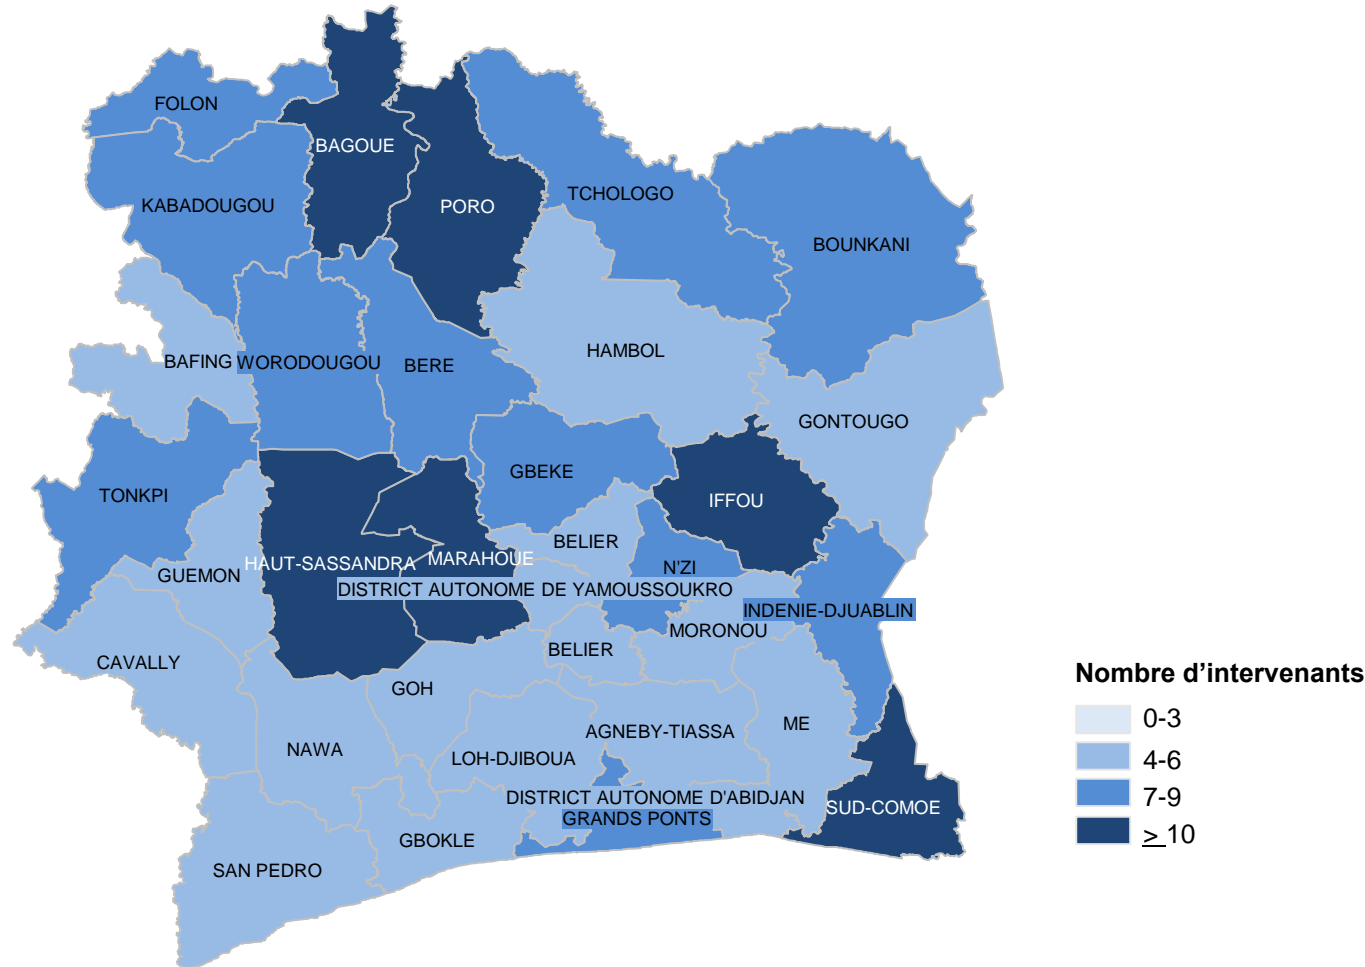 FOLON
BAGOUE
KABADOUGOU
PORO
TCHOLOGO
BOUNKANI
BAFING
WORODOUGOU
BERE
HAMBOL
GONTOUGO
TONKPI
GBEKE
IFFOU
GUEMON
HAUT-SASSANDRA
MARAHOUE
BELIER
N'ZI
DISTRICT AUTONOME DE YAMOUSSOUKRO
INDENIE-DJUABLIN
MORONOU
BELIER
CAVALLY
GOH
NAWA
LOH-DJIBOUA
AGNEBY-TIASSA
ME
DISTRICT AUTONOME D'ABIDJAN
GRANDS PONTS
SUD-COMOE
GBOKLE
SAN PEDRO
Nombre d’intervenants
0-3
4-6
7-9
> 10